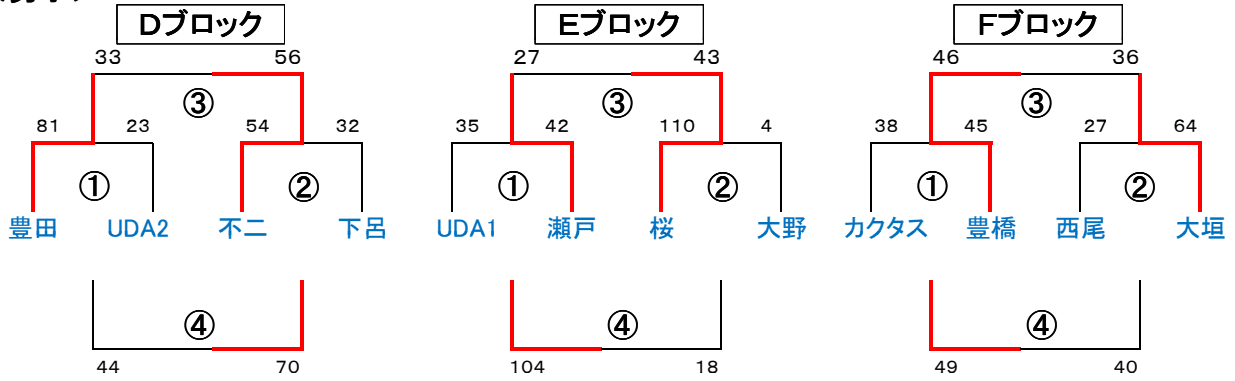 Dブロック Eブロック Fブロック
33 56 27 43 46 36
③ ③ ③
81 23 54 32 35 42 110 4 38 45 27 64
① ② ① ② ① ②
豊田 UDA2 不二 下呂 UDA1 瀬戸 桜 大野 カクタス 豊橋 西尾 大垣
④ ④ ④
44 70 104 18 49 40